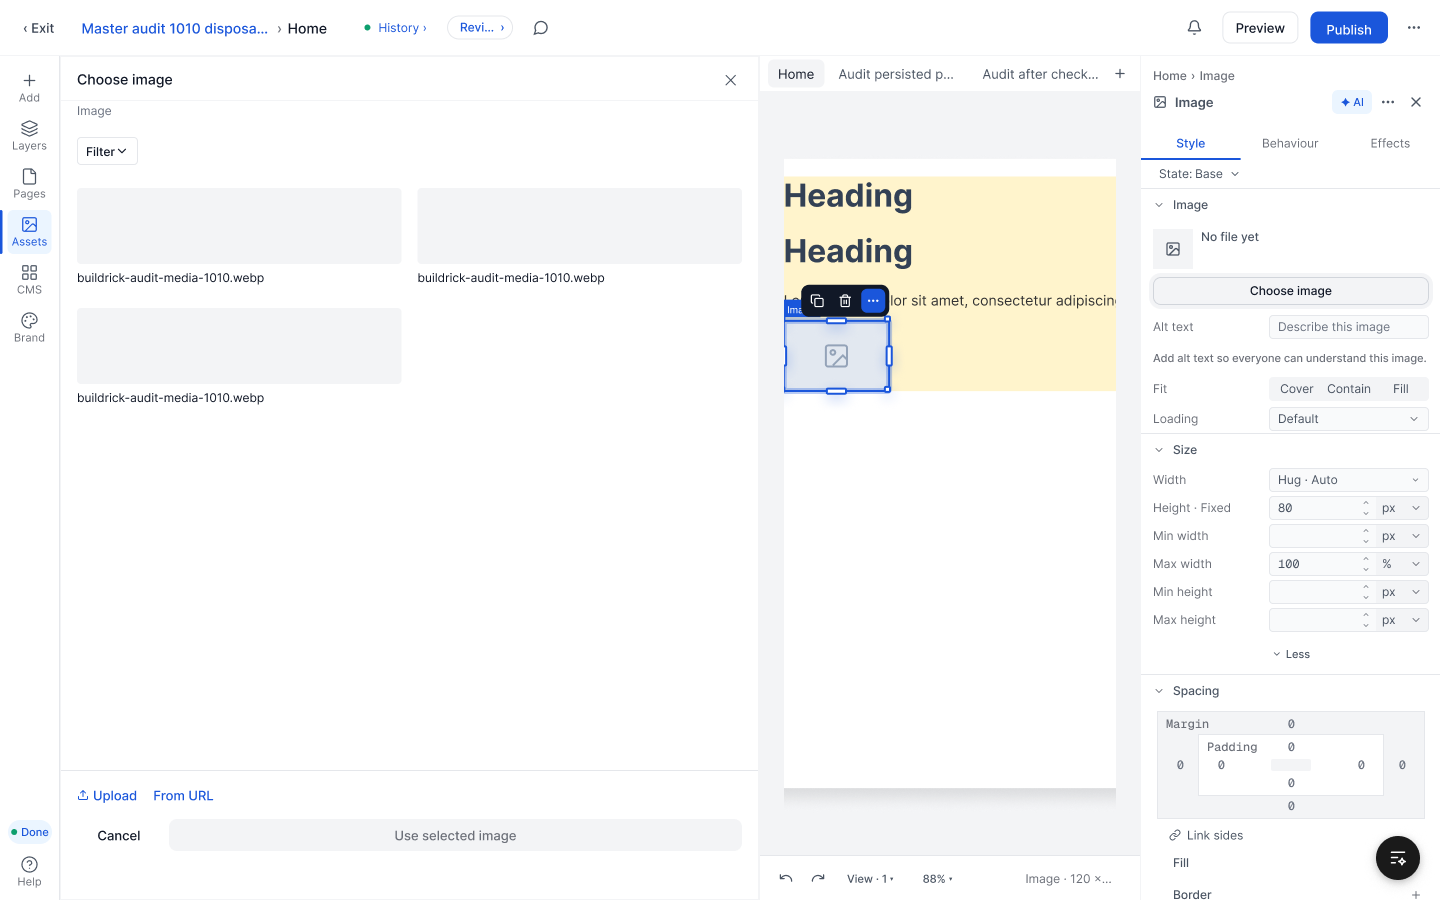 ‹ Exit
Master audit 1010 disposa... › Home
History ›
Revi... ›
Preview
Publish
Add
Layers
Pages
Assets
CMS
Brand
Done
Help
Choose image
Image
Filter
buildrick-audit-media-1010.webp
buildrick-audit-media-1010.webp
buildrick-audit-media-1010.webp
Upload
From URL
Cancel
Use selected image
Home
Audit persisted p...
Audit after check...
Heading
Heading
lor sit amet, consectetur adipiscing
View · 1
88%
Image · 120 ×...
Home › Image
Image
AI
Style
Behaviour
Effects
State: Base
Image
No file yet
Choose image
Alt text
Describe this image
Add alt text so everyone can understand this image.
Fit
Cover
Contain
Fill
Loading
Default
Size
Width
Hug · Auto
Height · Fixed
80
px
Min width
px
Max width
100
%
Min height
px
Max height
px
Less
Spacing
Margin
0
Padding
0
0
0
0
0
0
0
Link sides
Fill
Border